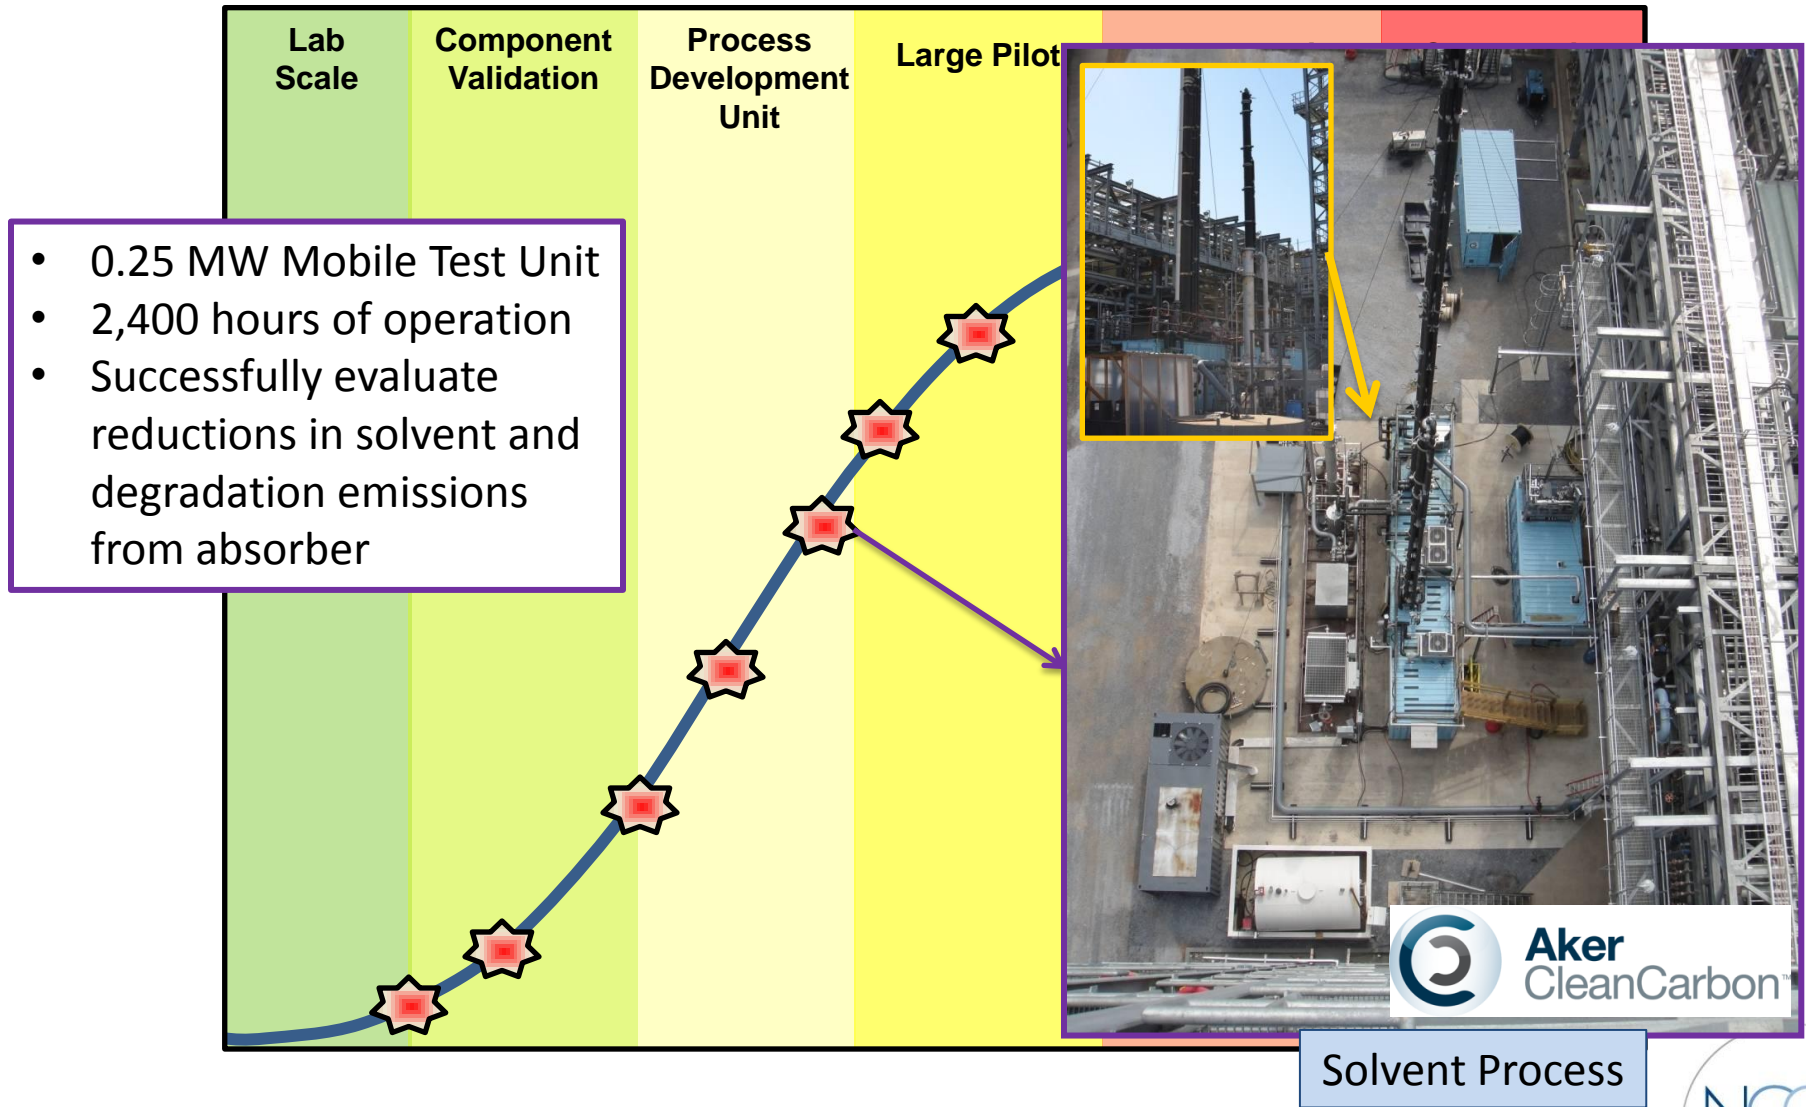 Lab
Scale
Component
Validation
Process
Development
Unit
Large Pilot
• 0.25 MW Mobile Test Unit
• 2,400 hours of operation
• Successfully evaluate
reductions in solvent and
degradation emissions
from absorber
Aker
CleanCarbon™
Solvent Process